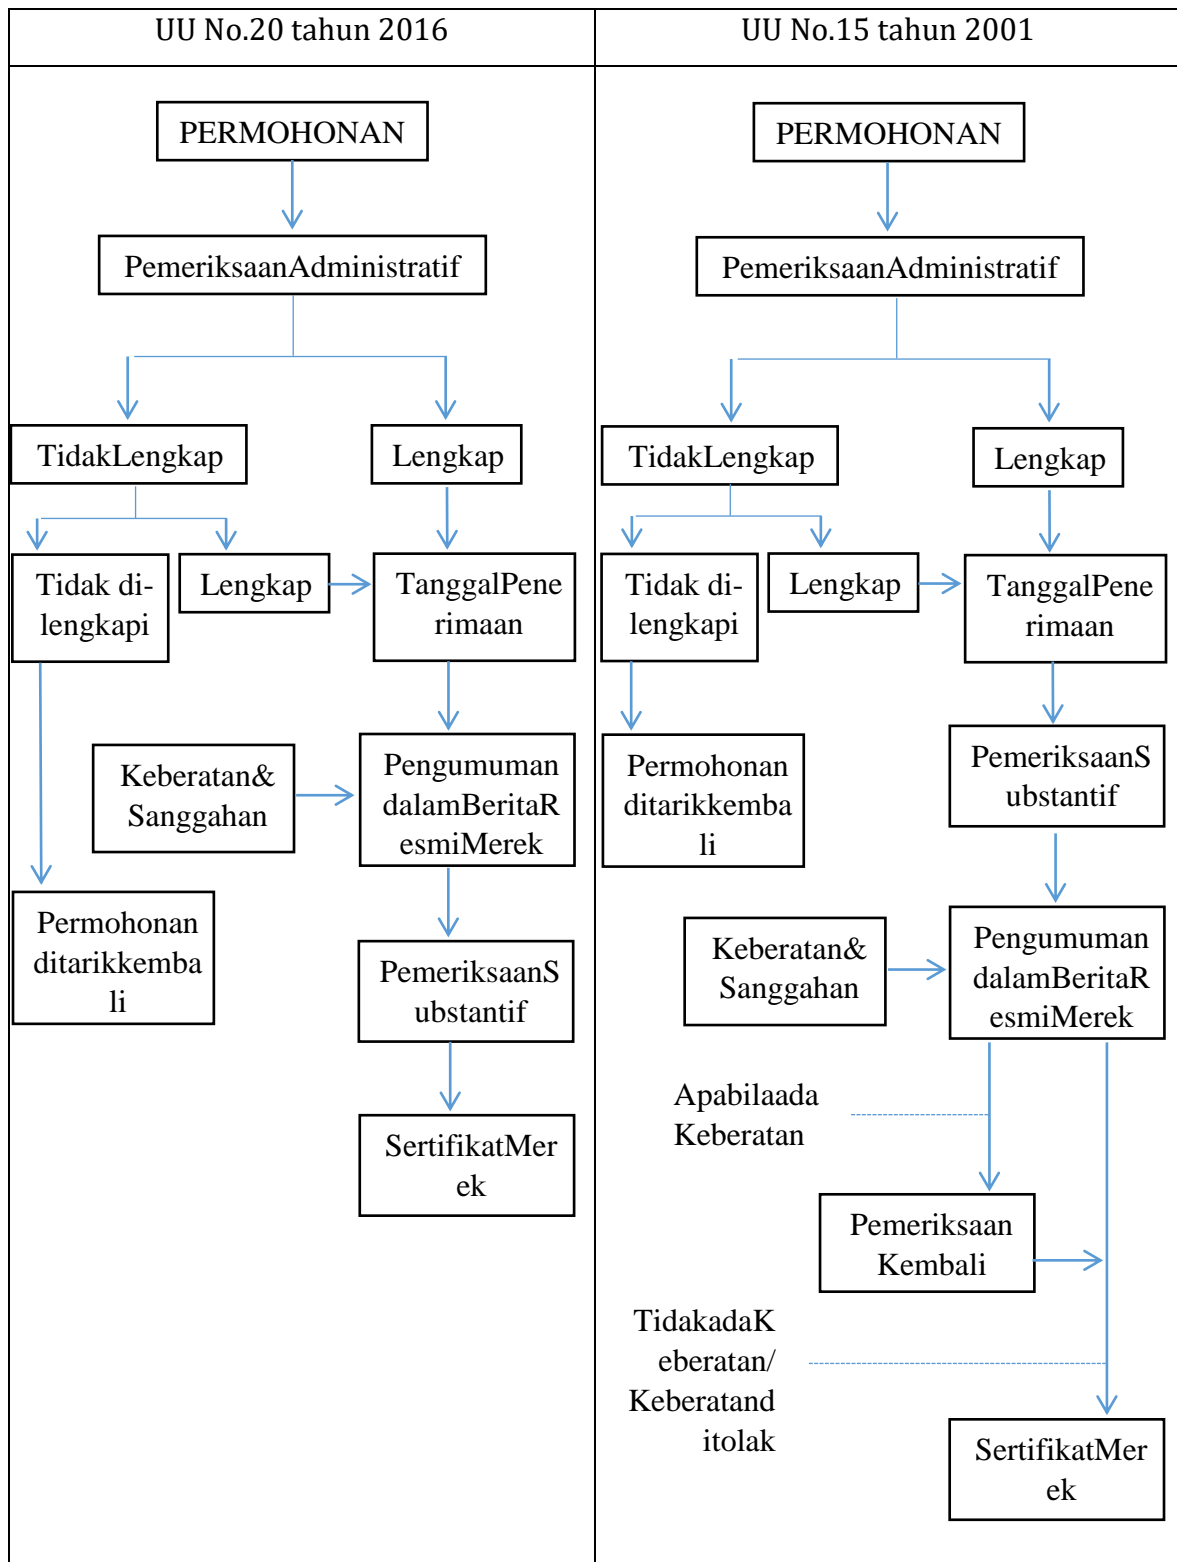 UU No.20 tahun 2016
PERMOHONAN
PemeriksaanAdministratif
TidakLengkap
Lengkap
Tidak di-
lengkapi
Lengkap
TanggalPene
rimaan
Keberatan&
Sanggahan
Pengumuman
dalamBeritaR
esmiMerek
Permohonan
ditarikkemba
li
PemeriksaanS
ubstantif
SertifikatMer
ek
UU No.15 tahun 2001
PERMOHONAN
PemeriksaanAdministratif
TidakLengkap
Lengkap
Tidak di-
lengkapi
Lengkap
TanggalPene
rimaan
Permohonan
ditarikkemba
li
PemeriksaanS
ubstantif
Keberatan&
Sanggahan
Pengumuman
dalamBeritaR
esmiMerek
Apabilaada
Keberatan
Pemeriksaan
Kembali
TidakadaK
eberatan/
Keberatand
itolak
SertifikatMer
ek